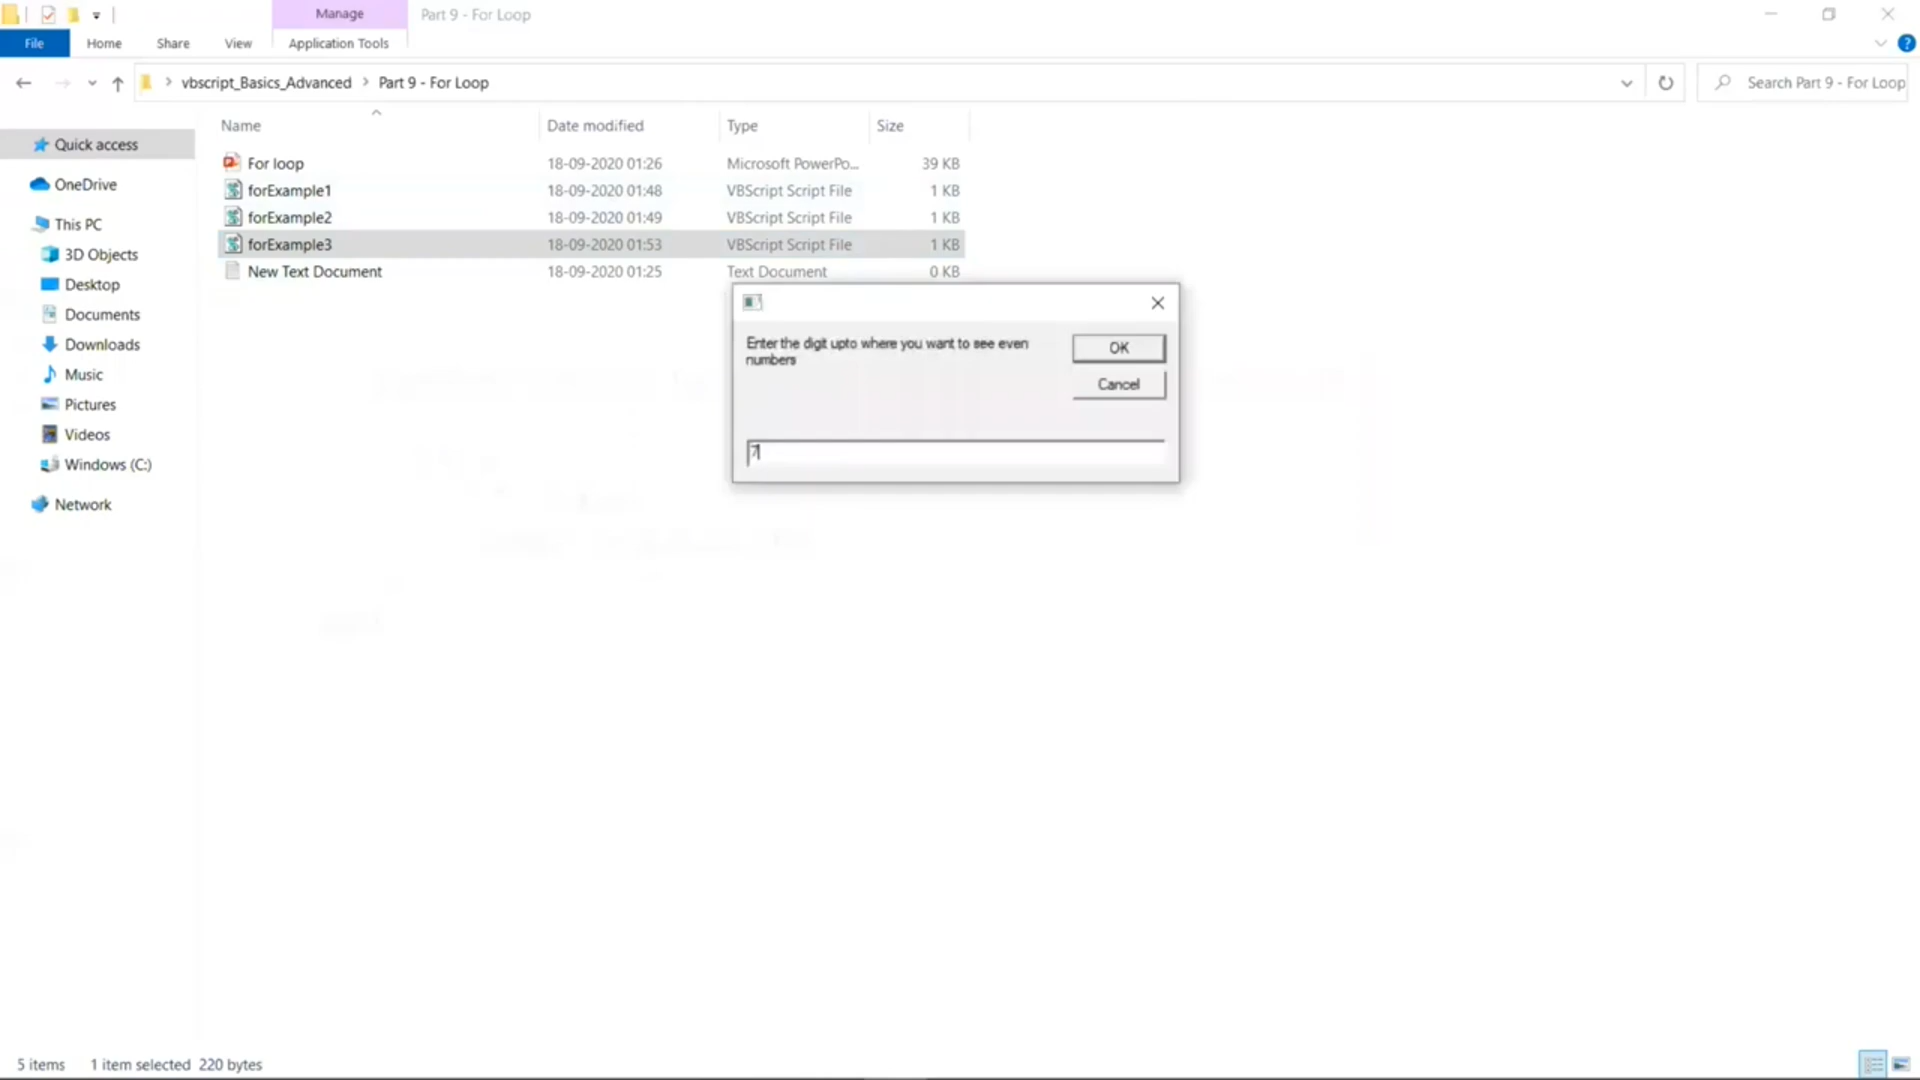 Manage
Part 9 - For Loop
File
Home
Share
View
Application Tools
vbscript_Basics_Advanced
Part 9 - For Loop
Search Part 9 - For Loop
Name
Date modified
Type
Size
Quick access
OneDrive
This PC
3D Objects
Desktop
Documents
Downloads
Music
Pictures
Videos
Windows (C:)
Network
For loop 18-09-2020 01:26 Microsoft PowerPo... 39 KB
forExample1 18-09-2020 01:48 VBScript Script File 1 KB
forExample2 18-09-2020 01:49 VBScript Script File 1 KB
forExample3 18-09-2020 01:53 VBScript Script File 1 KB
New Text Document 18-09-2020 01:25 Text Document 0 KB
Enter the digit upto where you want to see even
numbers
OK
Cancel
7
5 items 1 item selected 220 bytes